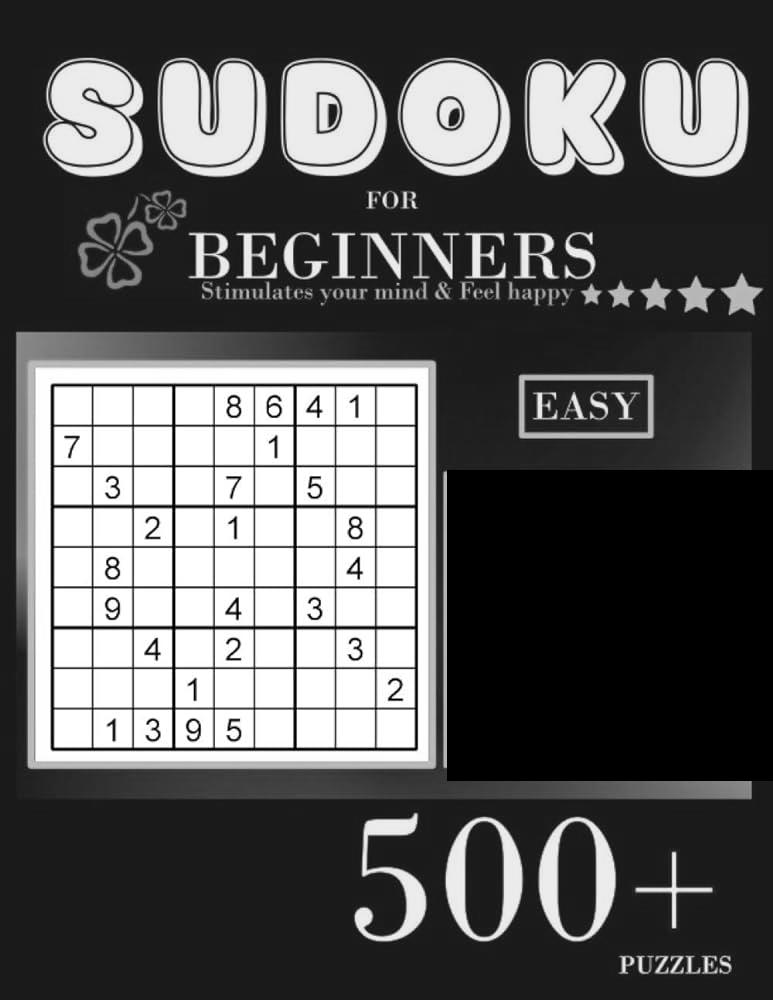 SUDOKU
FOR
BEGINNERS
Stimulates your mind & Feel happy
EASY
8 6 4 1
7 1
3 7 5
2 1 8
8 4
9 4 3
4 2 3
1 2
1 3 9 5
500+
PUZZLES